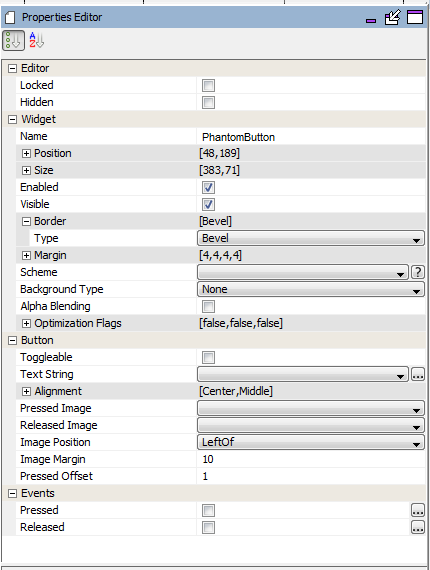 Properties Editor
A
Z
Editor
Locked
Hidden
Widget
Name PhantomButton
Position [48,189]
Size [383,71]
Enabled
Visible
Border [Bevel]
Type Bevel
Margin [4,4,4,4]
Scheme ?
Background Type None
Alpha Blending
Optimization Flags [false,false,false]
Button
Toggleable
Text String ...
Alignment [Center,Middle]
Pressed Image
Released Image
Image Position LeftOf
Image Margin 10
Pressed Offset 1
Events
Pressed ...
Released ...